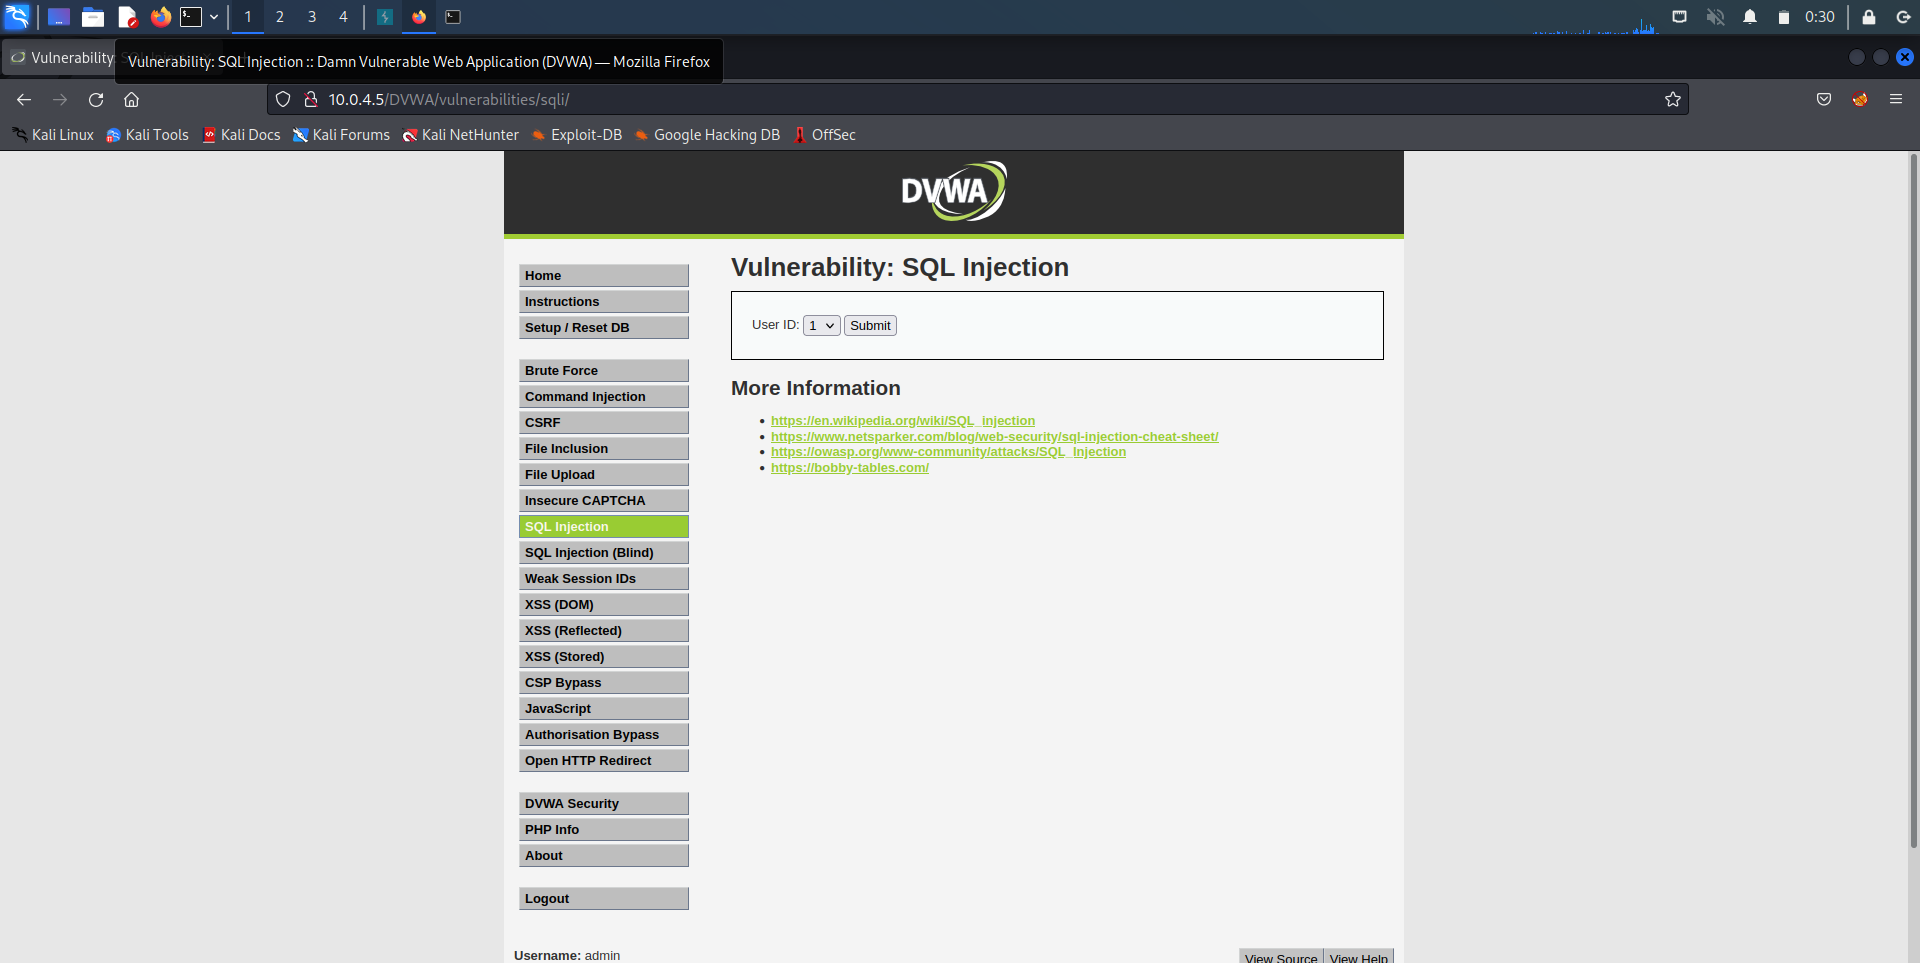 1 2 3 4 0:30
Vulnerability:
Vulnerability: SQL Injection :: Damn Vulnerable Web Application (DVWA) — Mozilla Firefox
10.0.4.5/DVWA/vulnerabilities/sqli/
Kali Linux Kali Tools Kali Docs Kali Forums Kali NetHunter Exploit-DB Google Hacking DB OffSec
DVWA
Home
Instructions
Setup / Reset DB
Brute Force
Command Injection
CSRF
File Inclusion
File Upload
Insecure CAPTCHA
SQL Injection
SQL Injection (Blind)
Weak Session IDs
XSS (DOM)
XSS (Reflected)
XSS (Stored)
CSP Bypass
JavaScript
Authorisation Bypass
Open HTTP Redirect
DVWA Security
PHP Info
About
Logout
Vulnerability: SQL Injection
User ID: 1 Submit
More Information
https://en.wikipedia.org/wiki/SQL_injection
https://www.netsparker.com/blog/web-security/sql-injection-cheat-sheet/
https://owasp.org/www-community/attacks/SQL_Injection
https://bobby-tables.com/
Username: admin
View Source View Help